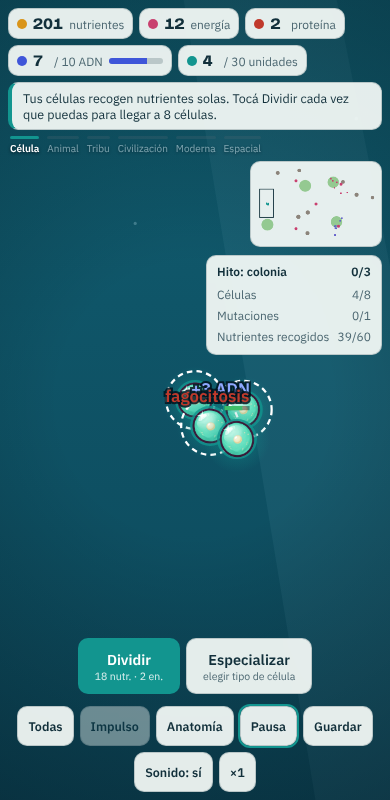 201 nutrientes
12 energía
2 proteína
7 / 10 ADN
4 / 30 unidades
Tus células recogen nutrientes solas. Tocá Dividir cada vez
que puedas para llegar a 8 células.
Célula Animal Tribu Civilización Moderna Espacial
Hito: colonia 0/3
Células 4/8
Mutaciones 0/1
Nutrientes recogidos 39/60
+3 ADN
fagocitosis
Dividir
18 nutr. · 2 en.
Especializar
elegir tipo de célula
Todas
Impulso
Anatomía
Pausa
Guardar
Sonido: sí
×1